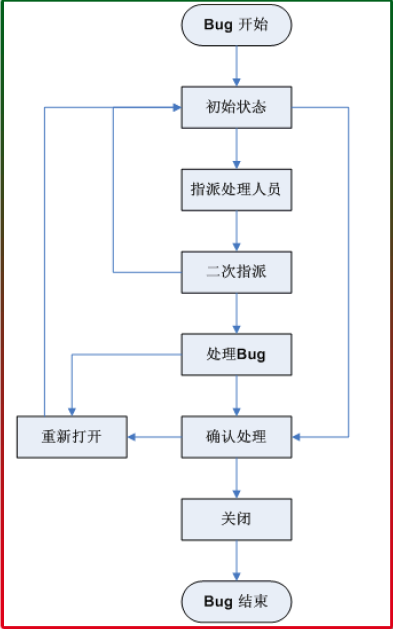 Bug 开始
初始状态
指派处理人员
二次指派
处理Bug
重新打开
确认处理
关闭
Bug 结束